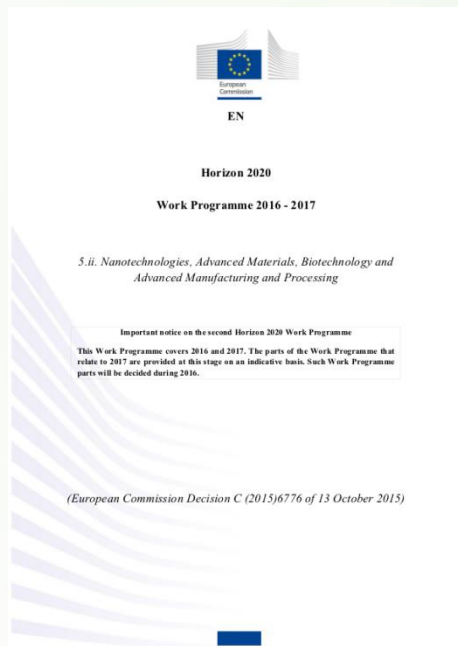 European
Commission
EN
Horizon 2020
Work Programme 2016 - 2017
5.ii. Nanotechnologies, Advanced Materials, Biotechnology and
Advanced Manufacturing and Processing
Important notice on the second Horizon 2020 Work Programme
This Work Programme covers 2016 and 2017. The parts of the Work Programme that
relate to 2017 are provided at this stage on an indicative basis. Such Work Programme
parts will be decided during 2016.
(European Commission Decision C (2015)6776 of 13 October 2015)